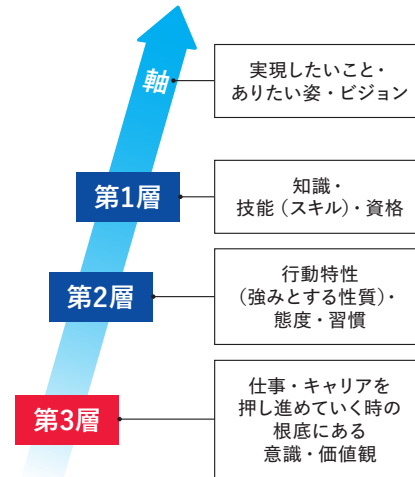 軸
実現したいこと・
ありたい姿・ビジョン
第1層
知識・
技能（スキル）・資格
第2層
行動特性
（強みとする性質）・
態度・習慣
第3層
仕事・キャリアを
押し進めていく時の
根底にある
意識・価値観